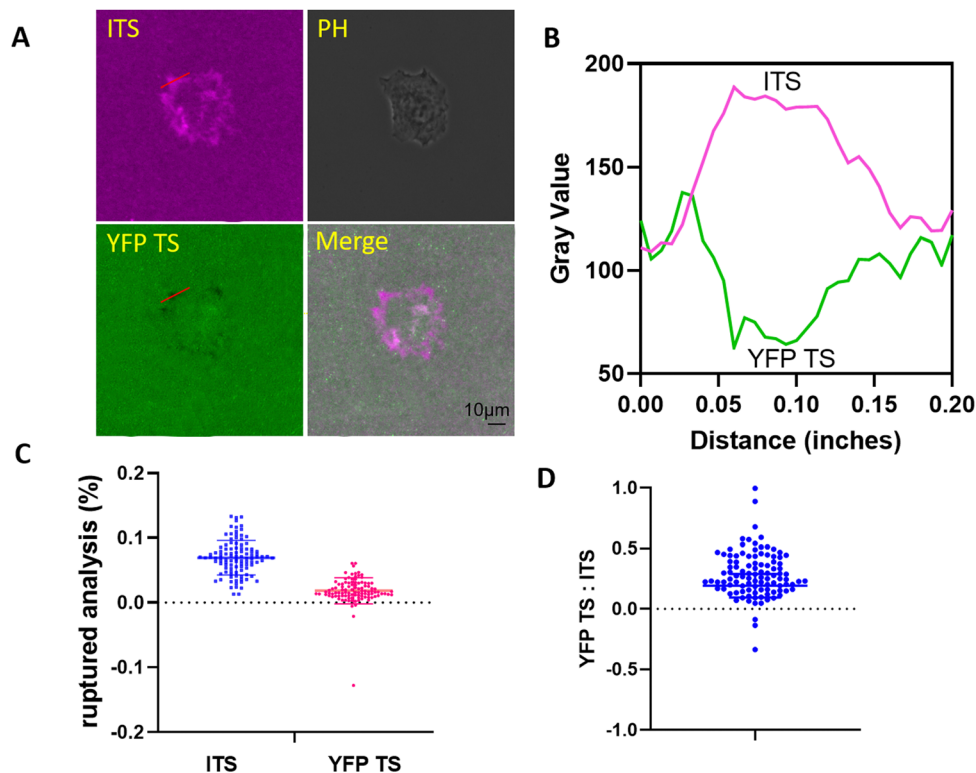 A
ITS
PH
YFP TS
Merge
10μm
B
200
150
100
50
Gray Value
ITS
YFP TS
0.00 0.05 0.10 0.15 0.20
Distance (inches)
C
0.2
0.1
0.0
-0.1
-0.2
ruptured analysis (%)
ITS YFP TS
D
1.0
0.5
0.0
-0.5
-1.0
YFP TS : ITS